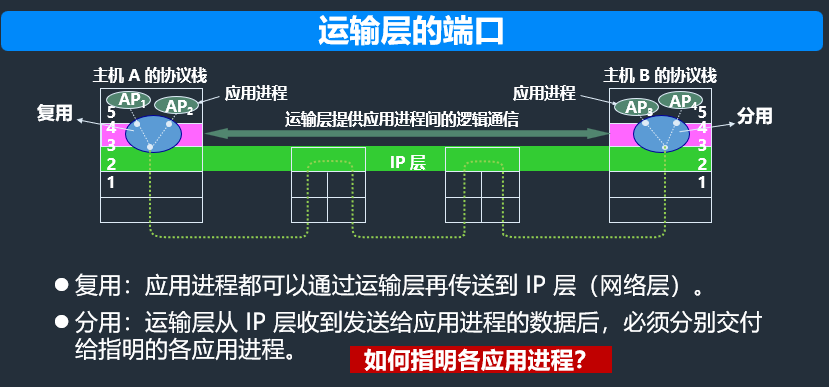 运输层的端口
主机 A 的协议栈
主机 B 的协议栈
AP1
AP2
应用进程
应用进程
AP3
AP4
复用
5
4
3
2
1
运输层提供应用进程间的逻辑通信
IP 层
5
4
3
2
1
分用
● 复用：应用进程都可以通过运输层再传送到 IP 层（网络层）。
● 分用：运输层从 IP 层收到发送给应用进程的数据后，必须分别交付
给指明的各应用进程。
如何指明各应用进程？